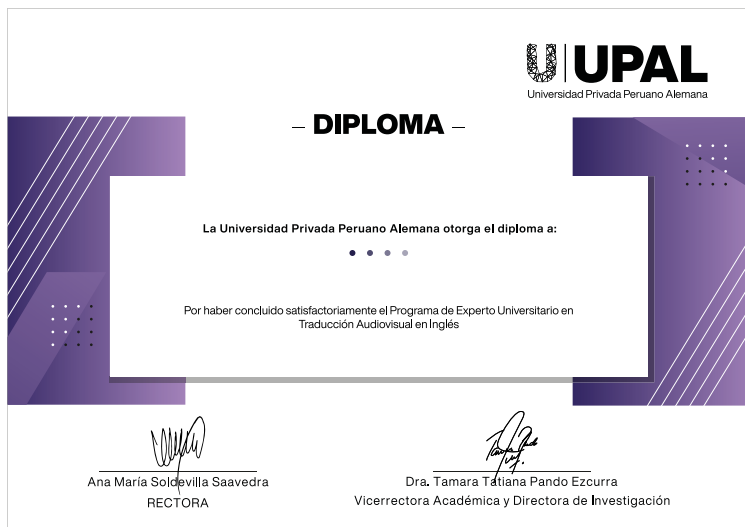 UPAL
Universidad Privada Peruano Alemana
– DIPLOMA –
La Universidad Privada Peruano Alemana otorga el diploma a:
Por haber concluido satisfactoriamente el Programa de Experto Universitario en
Traducción Audiovisual en Inglés
Ana María Soldevilla Saavedra
RECTORA
Dra. Tamara Tatiana Pando Ezcurra
Vicerrectora Académica y Directora de Investigación